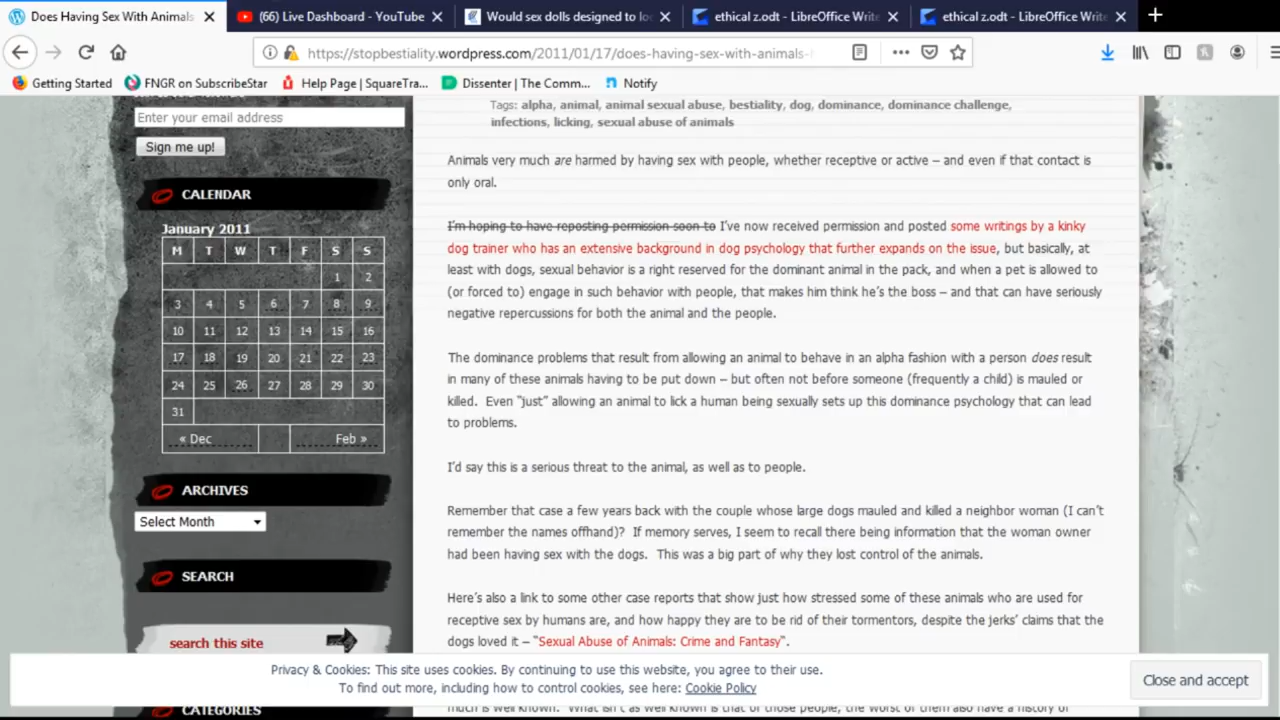 Does Having Sex With Animals
(66) Live Dashboard - YouTube
Would sex dolls designed to lo
ethical z.odt - LibreOffice Write
ethical z.odt - LibreOffice Write
https://stopbestiality.wordpress.com/2011/01/17/does-having-sex-with-animals-
Getting Started
FNGR on SubscribeStar
Help Page | SquareTra...
Dissenter | The Comm...
Notify
Enter your email address
Sign me up!
CALENDAR
January 2011
M T W T F S S
1 2
3 4 5 6 7 8 9
10 11 12 13 14 15 16
17 18 19 20 21 22 23
24 25 26 27 28 29 30
31
« Dec Feb »
ARCHIVES
Select Month
SEARCH
search this site
CATEGORIES
Tags: alpha, animal, animal sexual abuse, bestiality, dog, dominance, dominance challenge,
infections, licking, sexual abuse of animals
Animals very much are harmed by having sex with people, whether receptive or active – and even if that contact is
only oral.
I'm hoping to have reposting permission soon to I've now received permission and posted some writings by a kinky
dog trainer who has an extensive background in dog psychology that further expands on the issue, but basically, at
least with dogs, sexual behavior is a right reserved for the dominant animal in the pack, and when a pet is allowed to
(or forced to) engage in such behavior with people, that makes him think he's the boss – and that can have seriously
negative repercussions for both the animal and the people.
The dominance problems that result from allowing an animal to behave in an alpha fashion with a person does result
in many of these animals having to be put down – but often not before someone (frequently a child) is mauled or
killed. Even "just" allowing an animal to lick a human being sexually sets up this dominance psychology that can lead
to problems.
I'd say this is a serious threat to the animal, as well as to people.
Remember that case a few years back with the couple whose large dogs mauled and killed a neighbor woman (I can't
remember the names offhand)? If memory serves, I seem to recall there being information that the woman owner
had been having sex with the dogs. This was a big part of why they lost control of the animals.
Here's also a link to some other case reports that show just how stressed some of these animals who are used for
receptive sex by humans are, and how happy they are to be rid of their tormentors, despite the jerks' claims that the
dogs loved it – "Sexual Abuse of Animals: Crime and Fantasy".
Privacy & Cookies: This site uses cookies. By continuing to use this website, you agree to their use.
To find out more, including how to control cookies, see here: Cookie Policy
Close and accept
much is well known. What isn't as well known is that of those people, the worst of them also have a history of